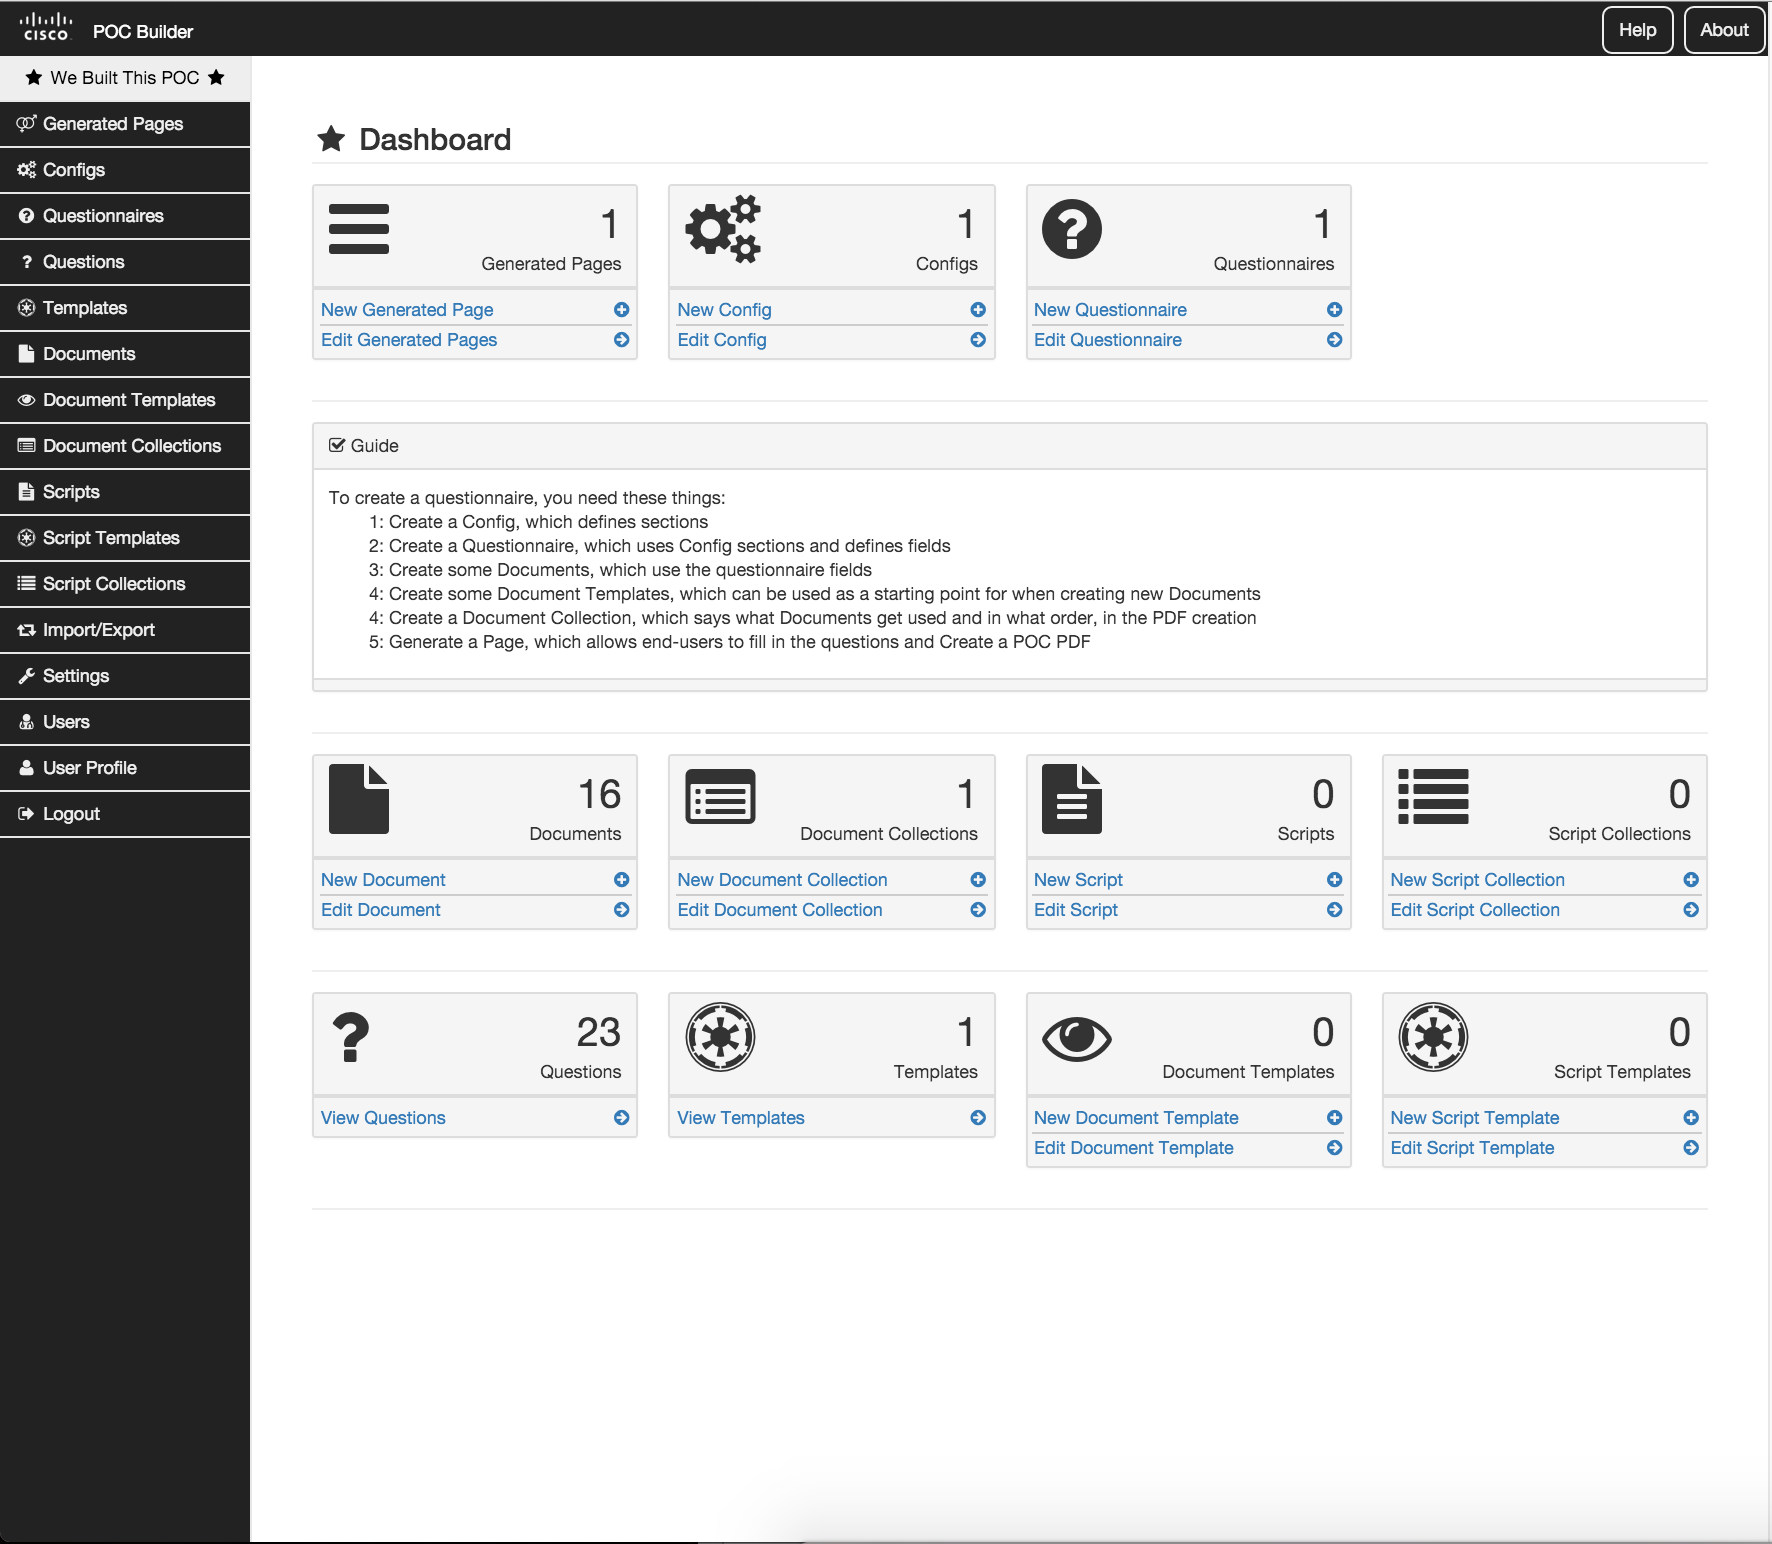 cisco
POC Builder
Help
About
We Built This POC
Generated Pages
Configs
Questionnaires
Questions
Templates
Documents
Document Templates
Document Collections
Scripts
Script Templates
Script Collections
Import/Export
Settings
Users
User Profile
Logout
Dashboard
1
Generated Pages
New Generated Page
Edit Generated Pages
1
Configs
New Config
Edit Config
1
Questionnaires
New Questionnaire
Edit Questionnaire
Guide
To create a questionnaire, you need these things:
1: Create a Config, which defines sections
2: Create a Questionnaire, which uses Config sections and defines fields
3: Create some Documents, which use the questionnaire fields
4: Create some Document Templates, which can be used as a starting point for when creating new Documents
4: Create a Document Collection, which says what Documents get used and in what order, in the PDF creation
5: Generate a Page, which allows end-users to fill in the questions and Create a POC PDF
16
Documents
New Document
Edit Document
1
Document Collections
New Document Collection
Edit Document Collection
0
Scripts
New Script
Edit Script
0
Script Collections
New Script Collection
Edit Script Collection
23
Questions
View Questions
1
Templates
View Templates
0
Document Templates
New Document Template
Edit Document Template
0
Script Templates
New Script Template
Edit Script Template